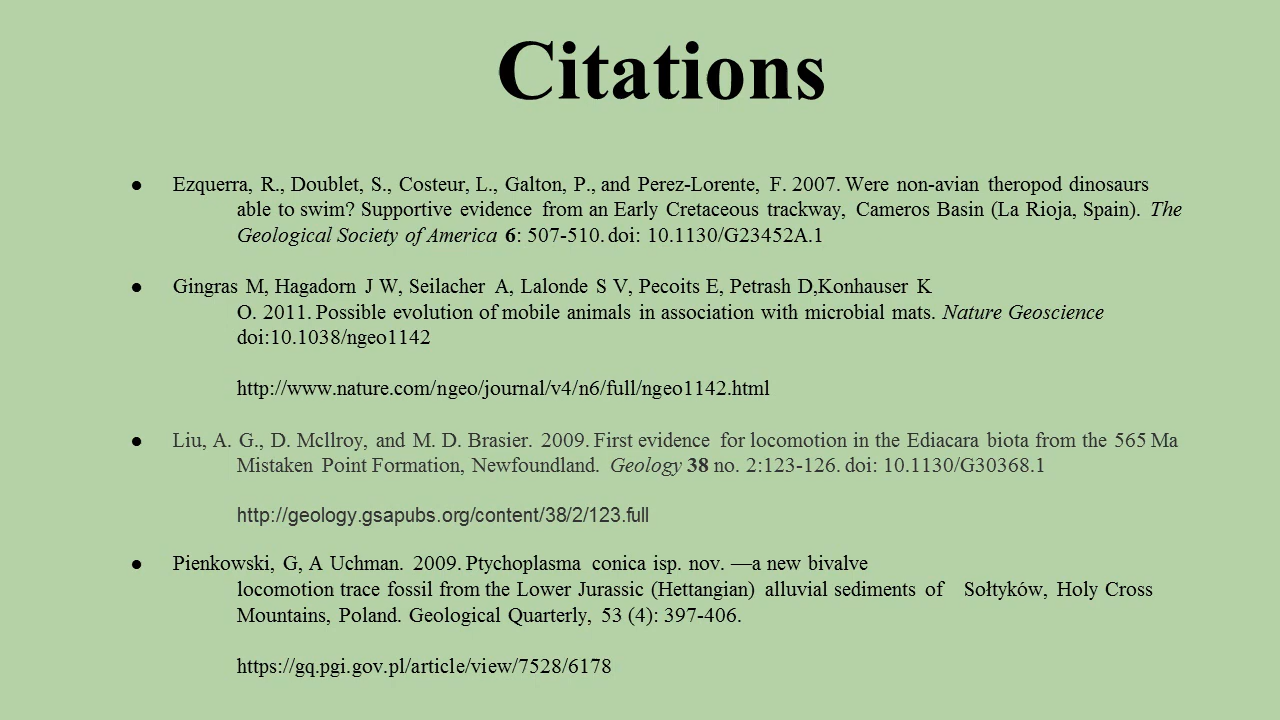 Citations
● Ezquerra, R., Doublet, S., Costeur, L., Galton, P., and Perez-Lorente, F. 2007. Were non-avian theropod dinosaurs
able to swim? Supportive evidence from an Early Cretaceous trackway, Cameros Basin (La Rioja, Spain). The
Geological Society of America 6: 507-510. doi: 10.1130/G23452A.1
● Gingras M, Hagadorn J W, Seilacher A, Lalonde S V, Pecoits E, Petrash D,Konhauser K
O. 2011. Possible evolution of mobile animals in association with microbial mats. Nature Geoscience
doi:10.1038/ngeo1142
http://www.nature.com/ngeo/journal/v4/n6/full/ngeo1142.html
● Liu, A. G., D. Mcllroy, and M. D. Brasier. 2009. First evidence for locomotion in the Ediacara biota from the 565 Ma
Mistaken Point Formation, Newfoundland. Geology 38 no. 2:123-126. doi: 10.1130/G30368.1
http://geology.gsapubs.org/content/38/2/123.full
● Pienkowski, G, A Uchman. 2009. Ptychoplasma conica isp. nov. —a new bivalve
locomotion trace fossil from the Lower Jurassic (Hettangian) alluvial sediments of Sołtyków, Holy Cross
Mountains, Poland. Geological Quarterly, 53 (4): 397-406.
https://gq.pgi.gov.pl/article/view/7528/6178